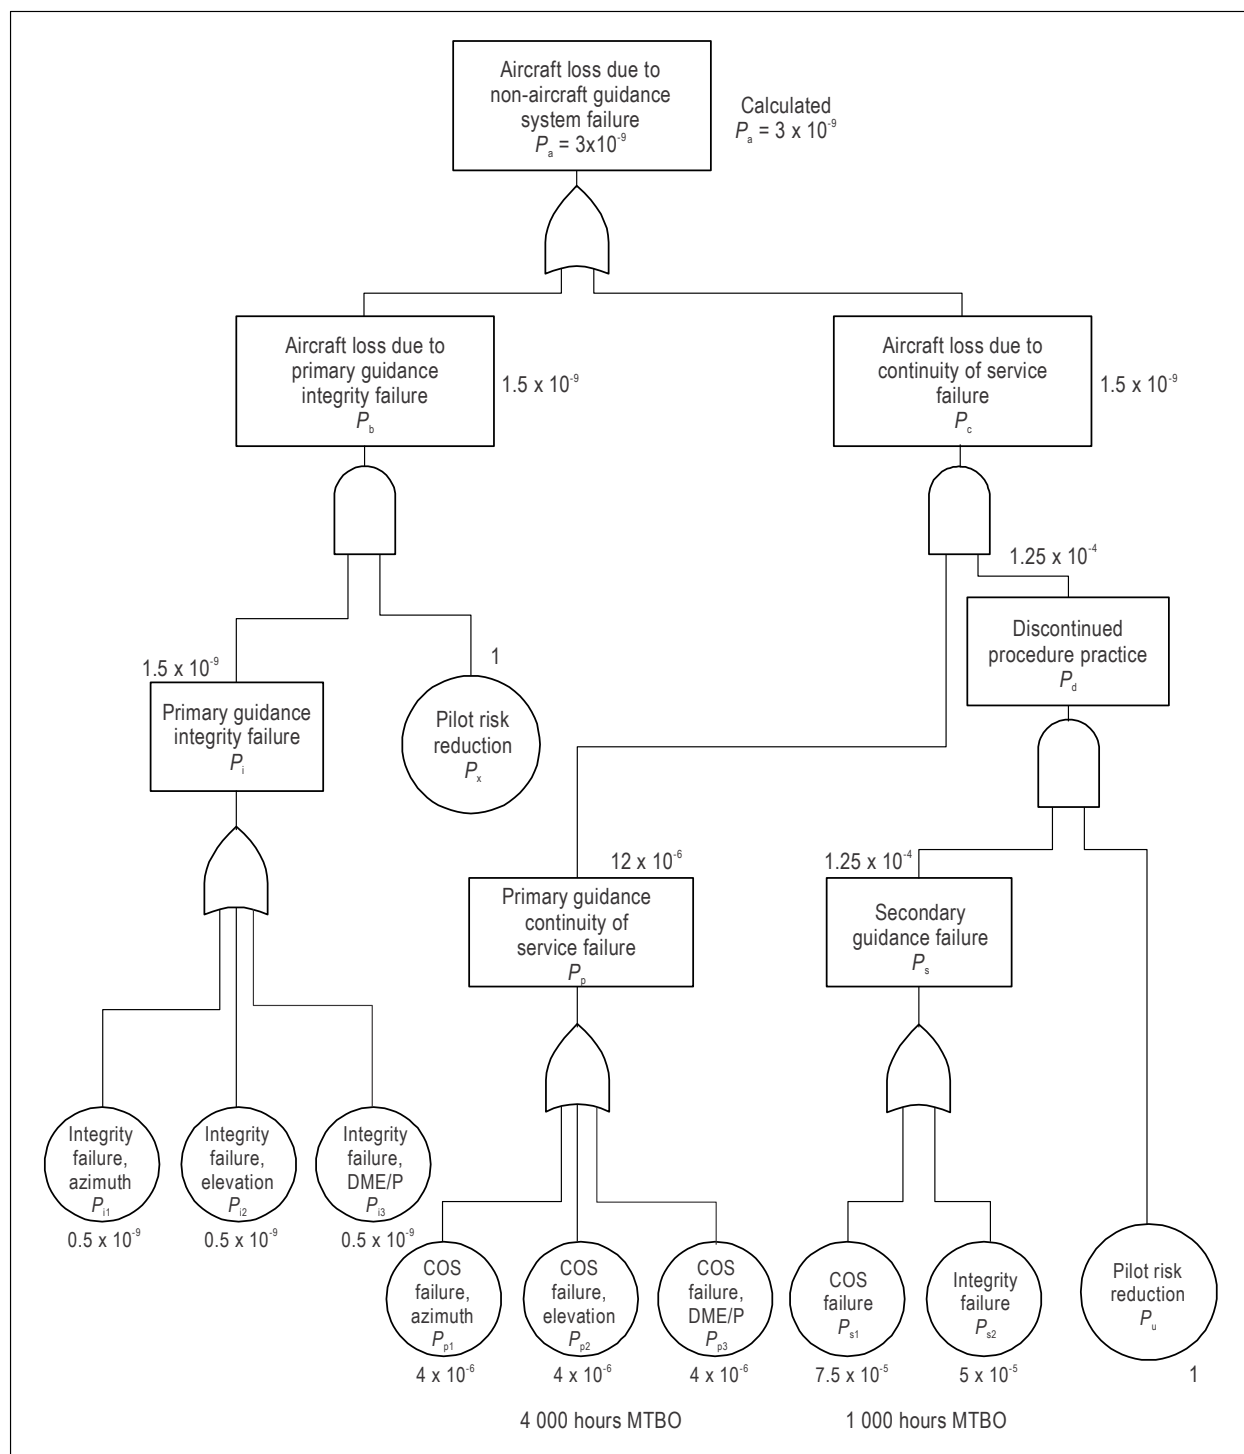 Aircraft loss due to
non-aircraft guidance
system failure
Pa = 3x10-9
Calculated
Pa = 3 x 10-9
Aircraft loss due to
primary guidance
integrity failure
Pb
1.5 x 10-9
Aircraft loss due to
continuity of service
failure
Pc
1.5 x 10-9
1.25 x 10-4
Discontinued
procedure practice
Pd
1.5 x 10-9
Primary guidance
integrity failure
Pi
1
Pilot risk
reduction
Px
12 x 10-6
Primary guidance
continuity of
service failure
Pp
1.25 x 10-4
Secondary
guidance failure
Ps
Integrity
failure,
azimuth
Pi1
0.5 x 10-9
Integrity
failure,
elevation
Pi2
0.5 x 10-9
Integrity
failure,
DME/P
Pi3
0.5 x 10-9
COS
failure,
azimuth
Pp1
4 x 10-6
COS
failure,
elevation
Pp2
4 x 10-6
COS
failure,
DME/P
Pp3
4 x 10-6
COS
failure
Ps1
7.5 x 10-5
Integrity
failure
Ps2
5 x 10-5
Pilot risk
reduction
Pu
1
4 000 hours MTBO
1 000 hours MTBO